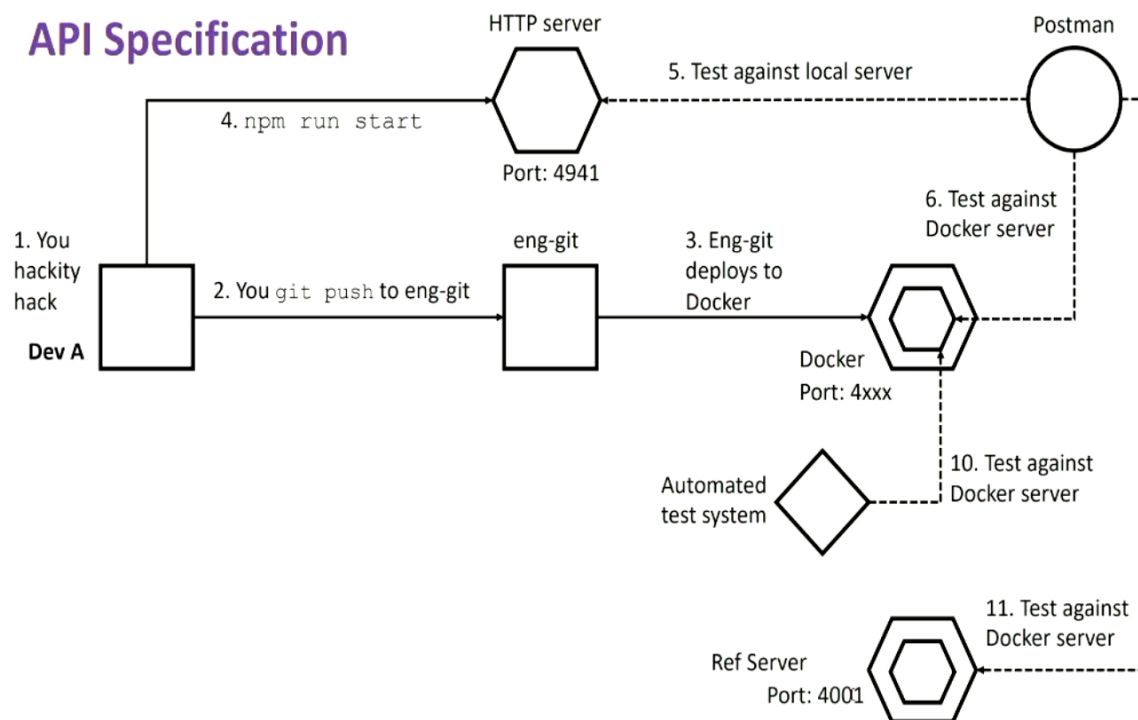 API Specification
HTTP server
Postman
5. Test against local server
4. npm run start
Port: 4941
6. Test against
Docker server
1. You
hackity
hack
Dev A
2. You git push to eng-git
eng-git
3. Eng-git
deploys to
Docker
Docker
Port: 4xxx
Automated
test system
10. Test against
Docker server
11. Test against
Docker server
Ref Server
Port: 4001